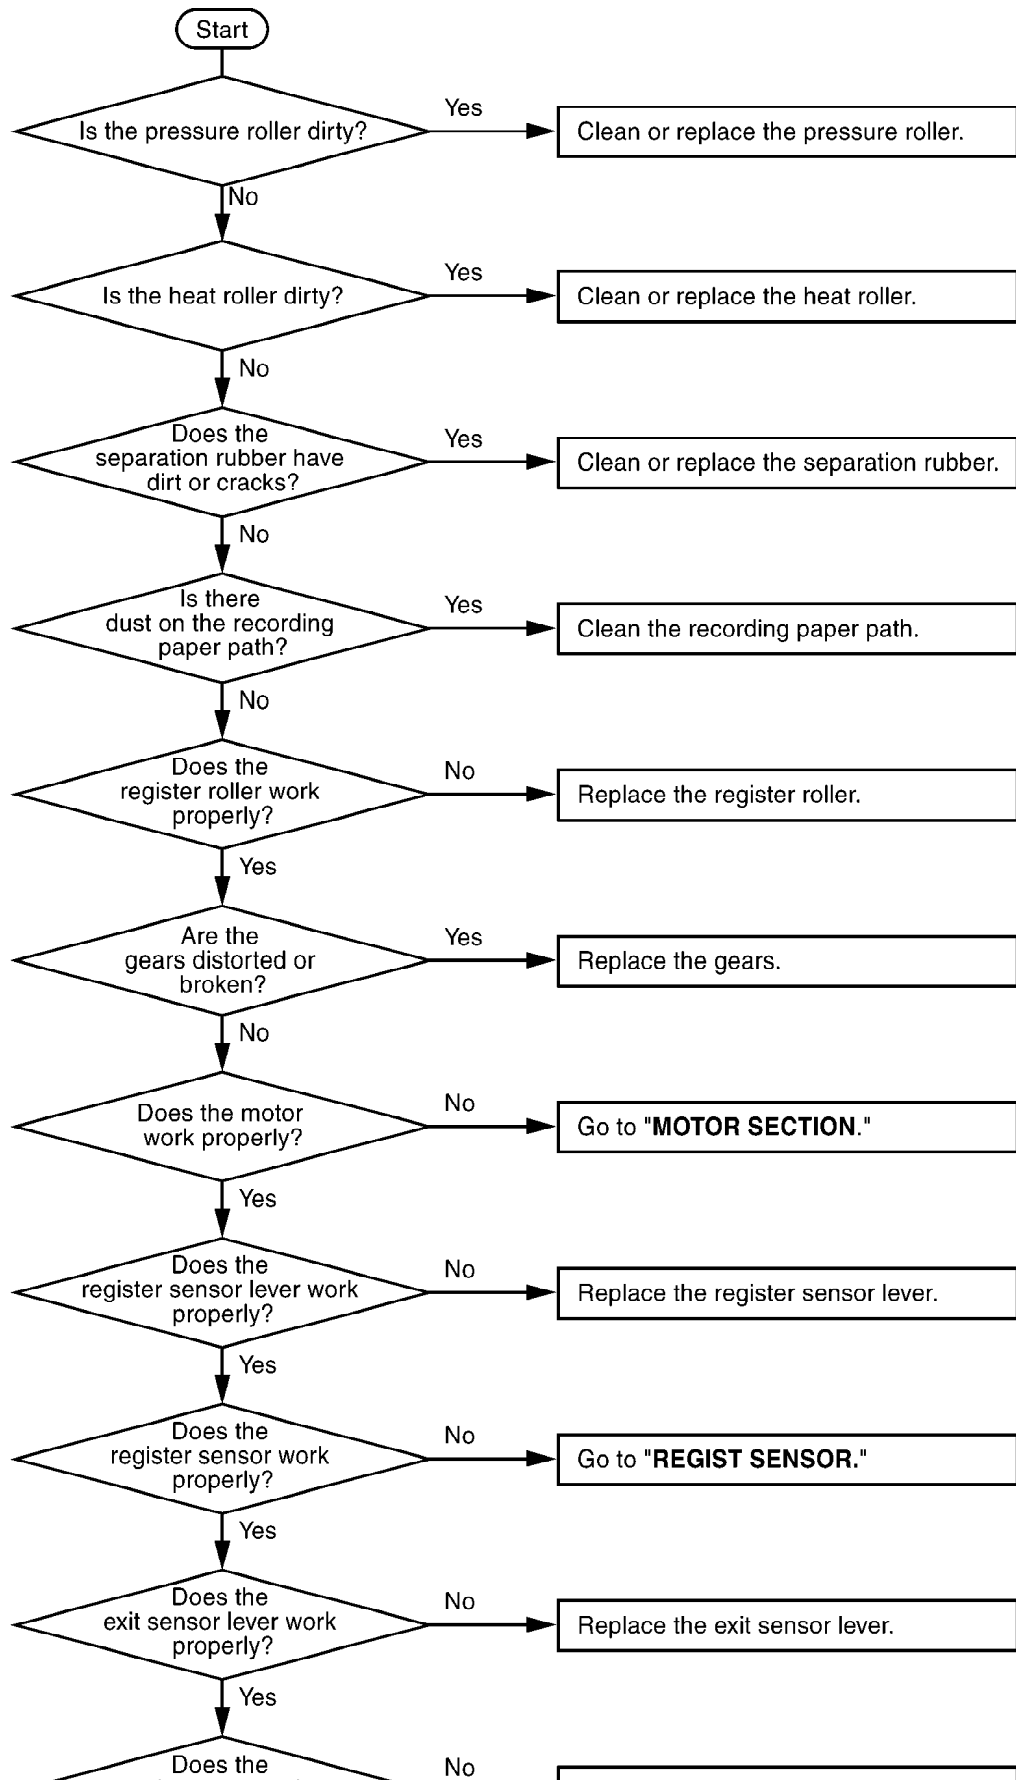 Start
Is the pressure roller dirty?
Yes
Clean or replace the pressure roller.
No
Is the heat roller dirty?
Yes
Clean or replace the heat roller.
No
Does the
separation rubber have
dirt or cracks?
Yes
Clean or replace the separation rubber.
No
Is there
dust on the recording
paper path?
Yes
Clean the recording paper path.
No
Does the
register roller work
properly?
No
Replace the register roller.
Yes
Are the
gears distorted or
broken?
Yes
Replace the gears.
No
Does the motor
work properly?
No
Go to "MOTOR SECTION."
Yes
Does the
register sensor lever work
properly?
No
Replace the register sensor lever.
Yes
Does the
register sensor work
properly?
No
Go to "REGIST SENSOR."
Yes
Does the
exit sensor lever work
properly?
No
Replace the exit sensor lever.
Yes
Does the
No